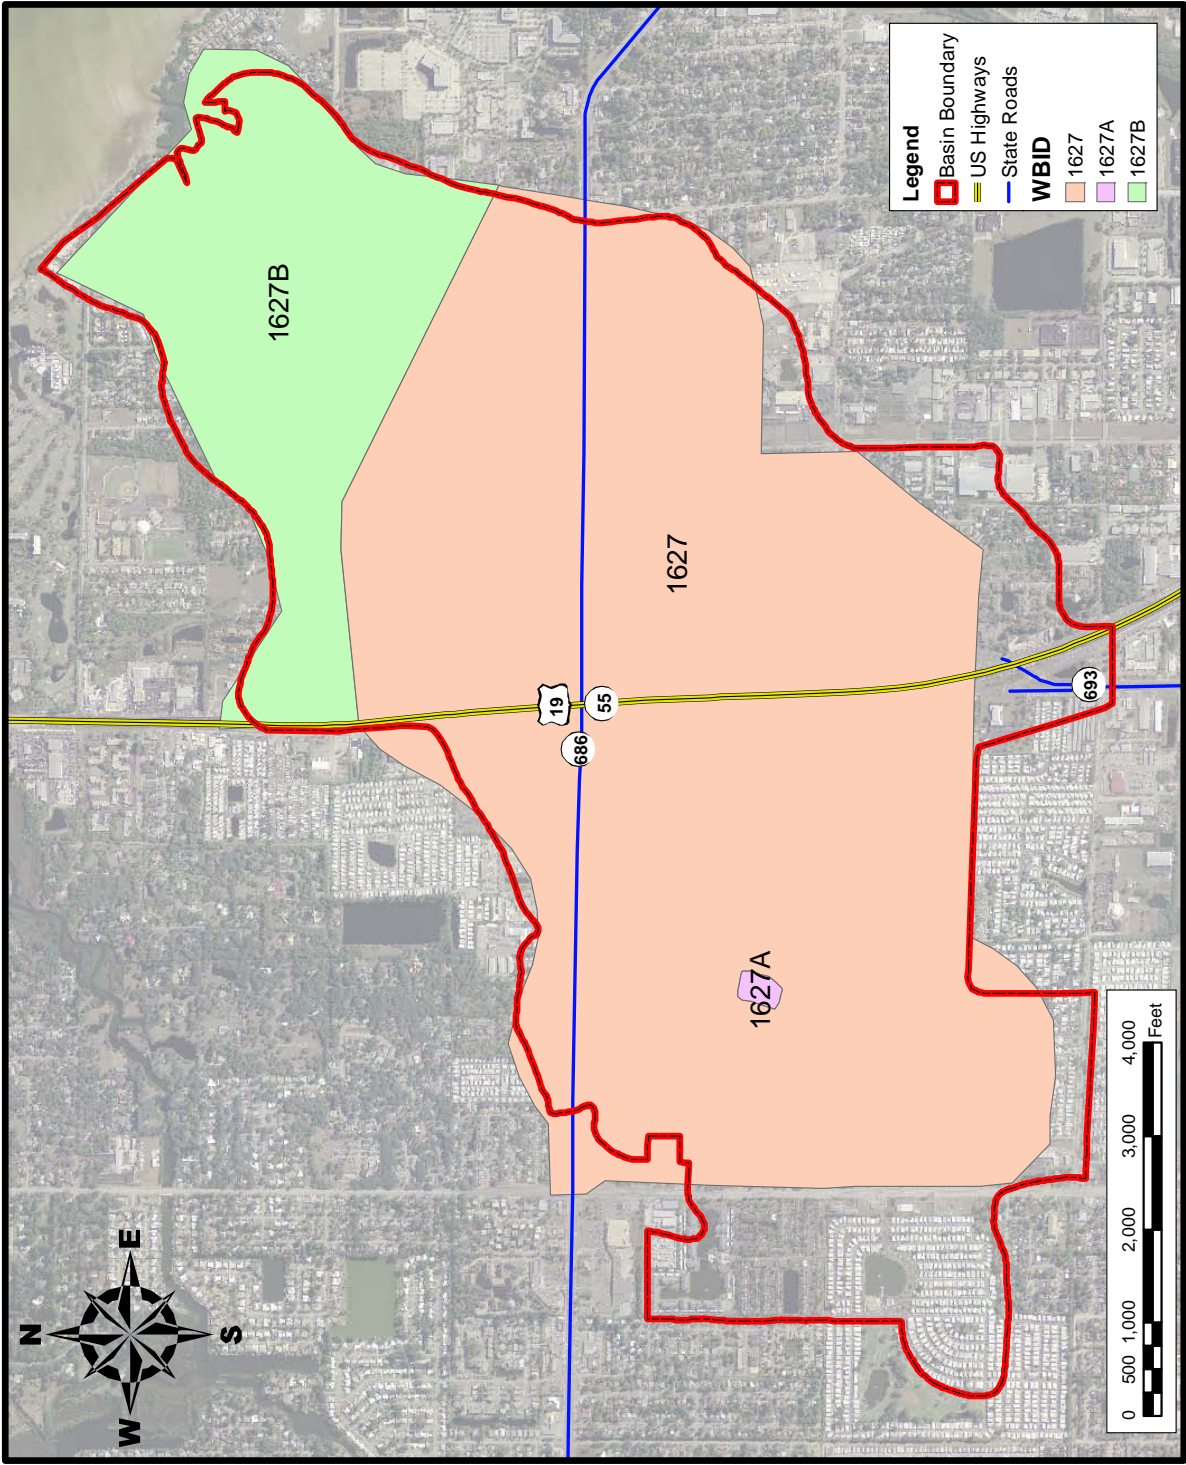 N
W
E
S
1627B
1627
1627A
19
55
686
693
Legend
Basin Boundary
US Highways
State Roads
WBID
1627
1627A
1627B
0 500 1,000 2,000 3,000 4,000
Feet